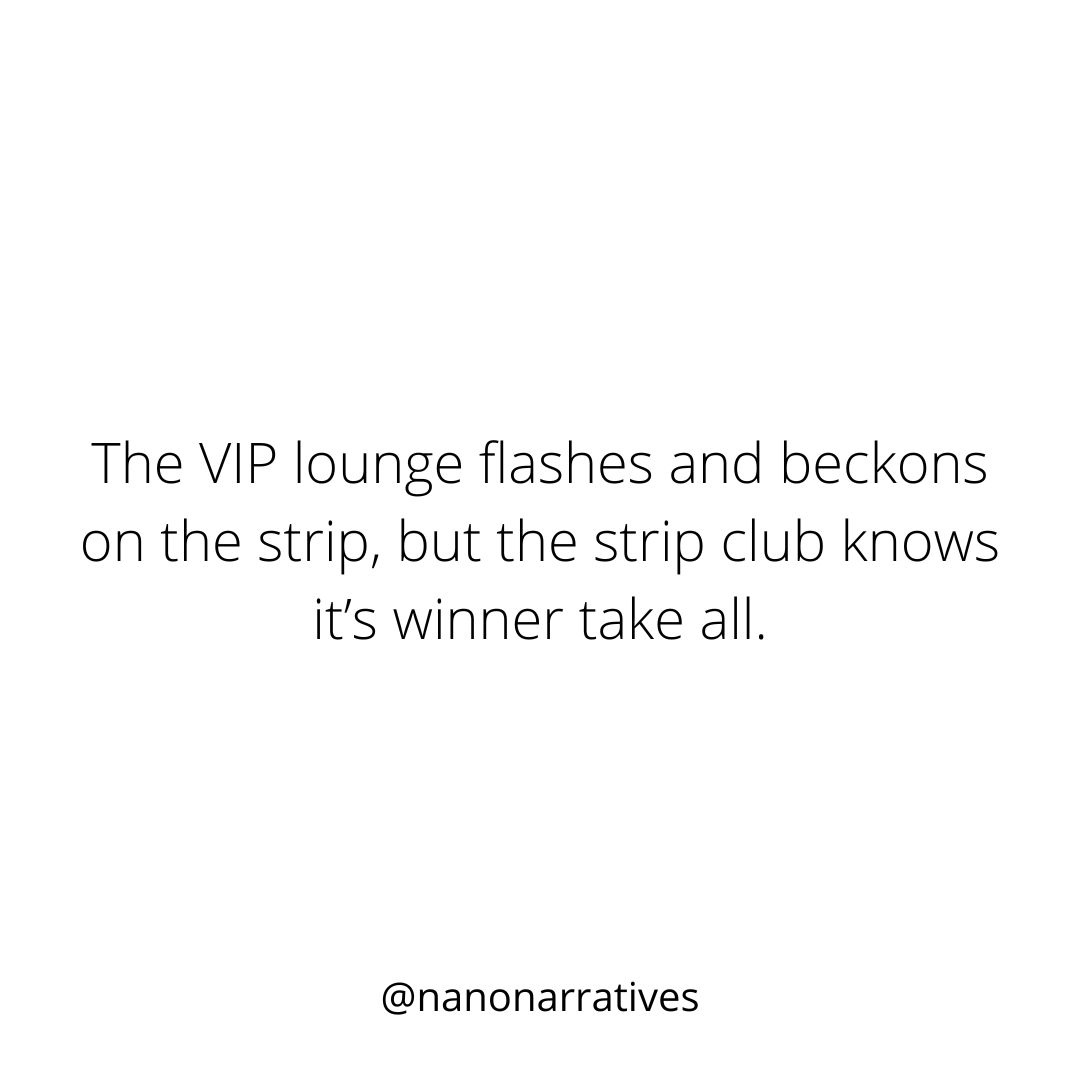 The VIP lounge flashes and beckons
on the strip, but the strip club knows
it’s winner take all.
@nanonarratives